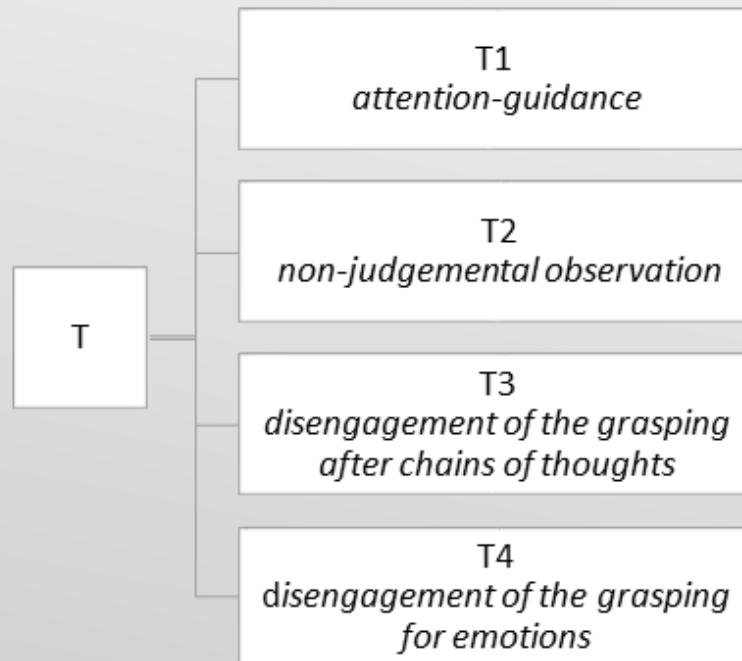 T
T1
attention-guidance
T2
non-judgemental observation
T3
disengagement of the grasping
after chains of thoughts
T4
disengagement of the grasping
for emotions